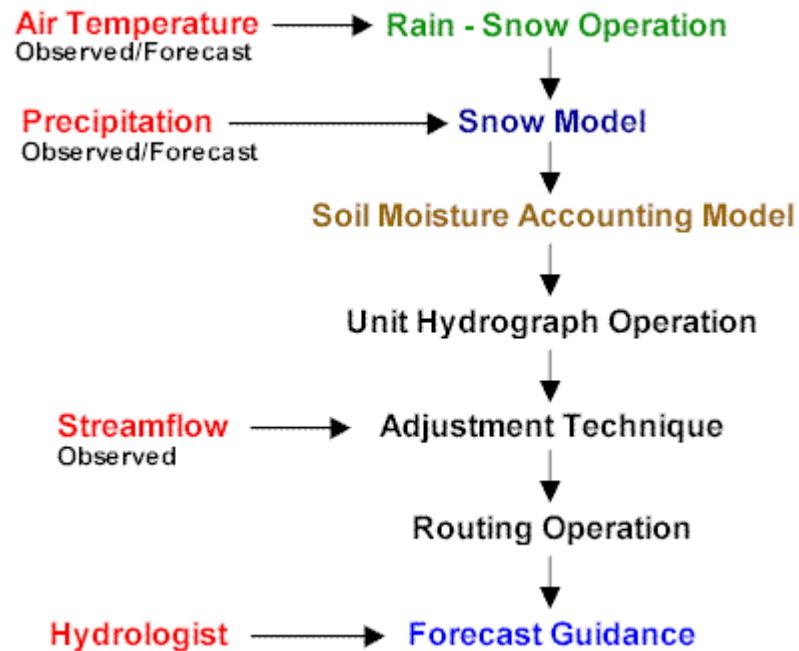 Air Temperature
Observed/Forecast
Rain - Snow Operation
Precipitation
Observed/Forecast
Snow Model
Soil Moisture Accounting Model
Unit Hydrograph Operation
Streamflow
Observed
Adjustment Technique
Routing Operation
Hydrologist
Forecast Guidance